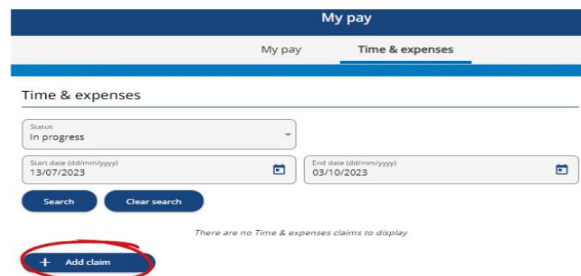 My pay
My pay Time & expenses
Time & expenses
Status
In progress
Start date (dd/mm/yyyy) End date (dd/mm/yyyy)
13/07/2023 03/10/2023
Search Clear search
There are no Time & expenses claims to display
+ Add claim